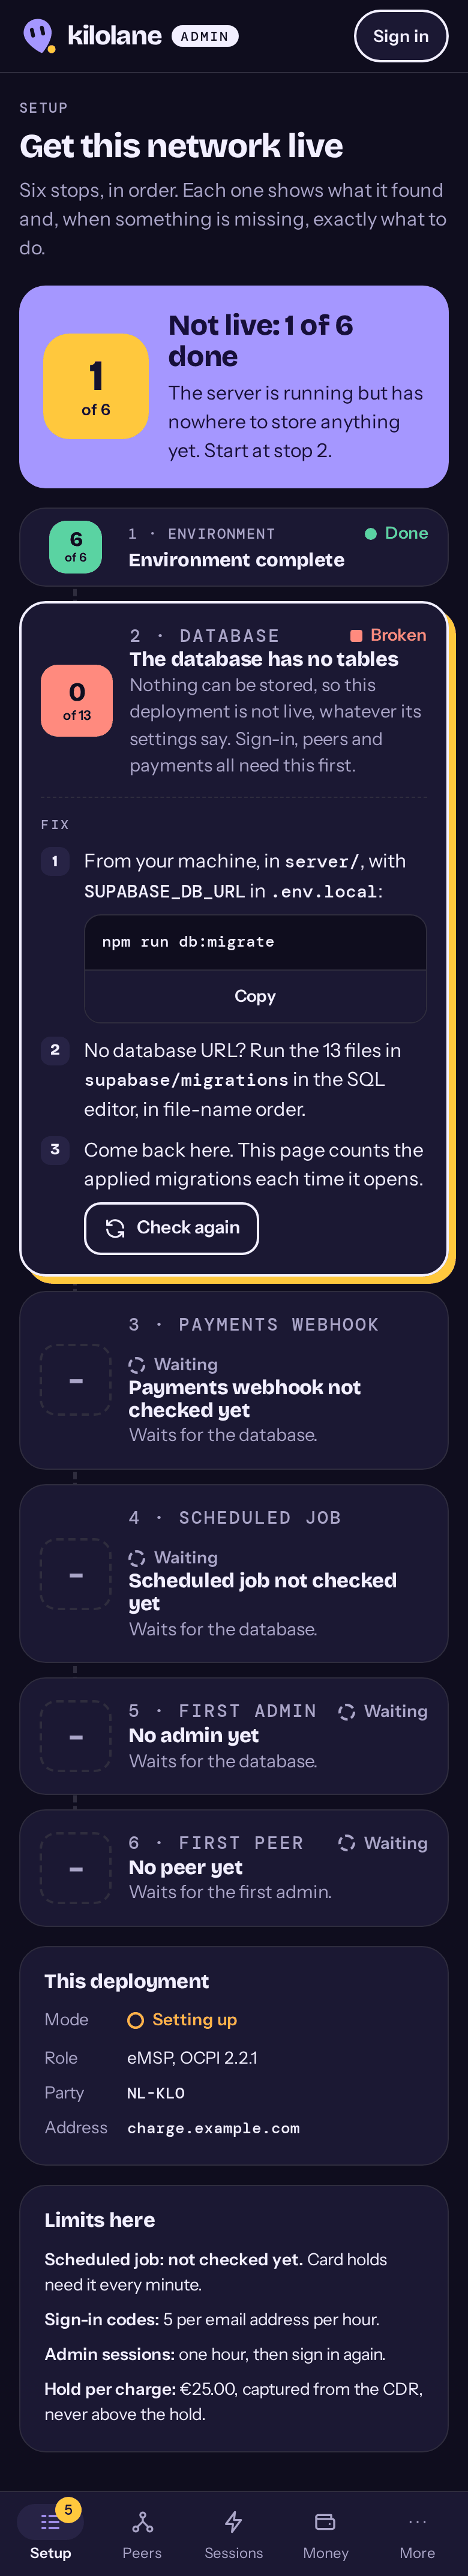 kilolane ADMIN Sign in
SETUP
Get this network live
Six stops, in order. Each one shows what it found
and, when something is missing, exactly what to
do.
1
of 6
Not live: 1 of 6
done
The server is running but has
nowhere to store anything
yet. Start at stop 2.
6
of 6
1 · ENVIRONMENT Done
Environment complete
2 · DATABASE Broken
0
of 13
The database has no tables
Nothing can be stored, so this
deployment is not live, whatever its
settings say. Sign-in, peers and
payments all need this first.
FIX
1 From your machine, in server/, with
SUPABASE_DB_URL in .env.local:
npm run db:migrate
Copy
2 No database URL? Run the 13 files in
supabase/migrations in the SQL
editor, in file-name order.
3 Come back here. This page counts the
applied migrations each time it opens.
Check again
3 · PAYMENTS WEBHOOK
–
Waiting
Payments webhook not
checked yet
Waits for the database.
4 · SCHEDULED JOB
–
Waiting
Scheduled job not checked
yet
Waits for the database.
5 · FIRST ADMIN Waiting
–
No admin yet
Waits for the database.
6 · FIRST PEER Waiting
–
No peer yet
Waits for the first admin.
This deployment
Mode Setting up
Role eMSP, OCPI 2.2.1
Party NL-KLO
Address charge.example.com
Limits here
Scheduled job: not checked yet. Card holds
need it every minute.
Sign-in codes: 5 per email address per hour.
Admin sessions: one hour, then sign in again.
Hold per charge: €25.00, captured from the CDR,
never above the hold.
5
Setup Peers Sessions Money More